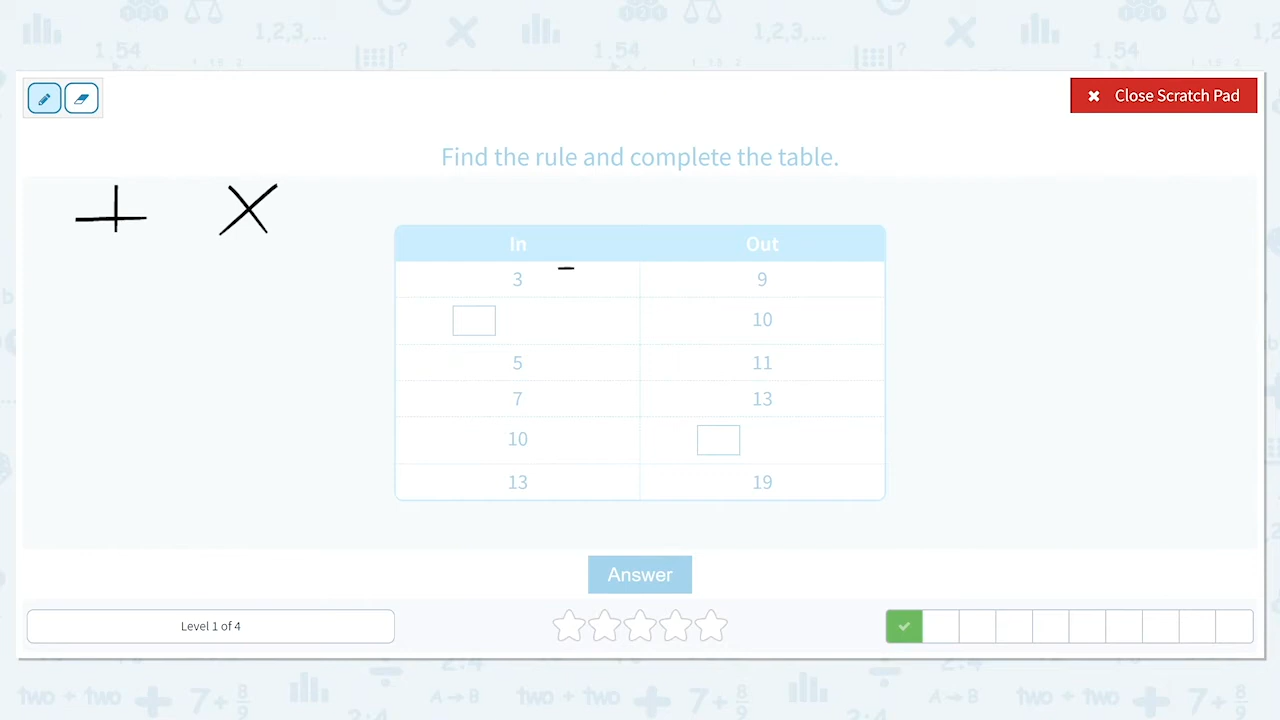 ✖ Close Scratch Pad
Find the rule and complete the table.
+ ×
In Out
3 – 9
10
5 11
7 13
10
13 19
Answer
Level 1 of 4